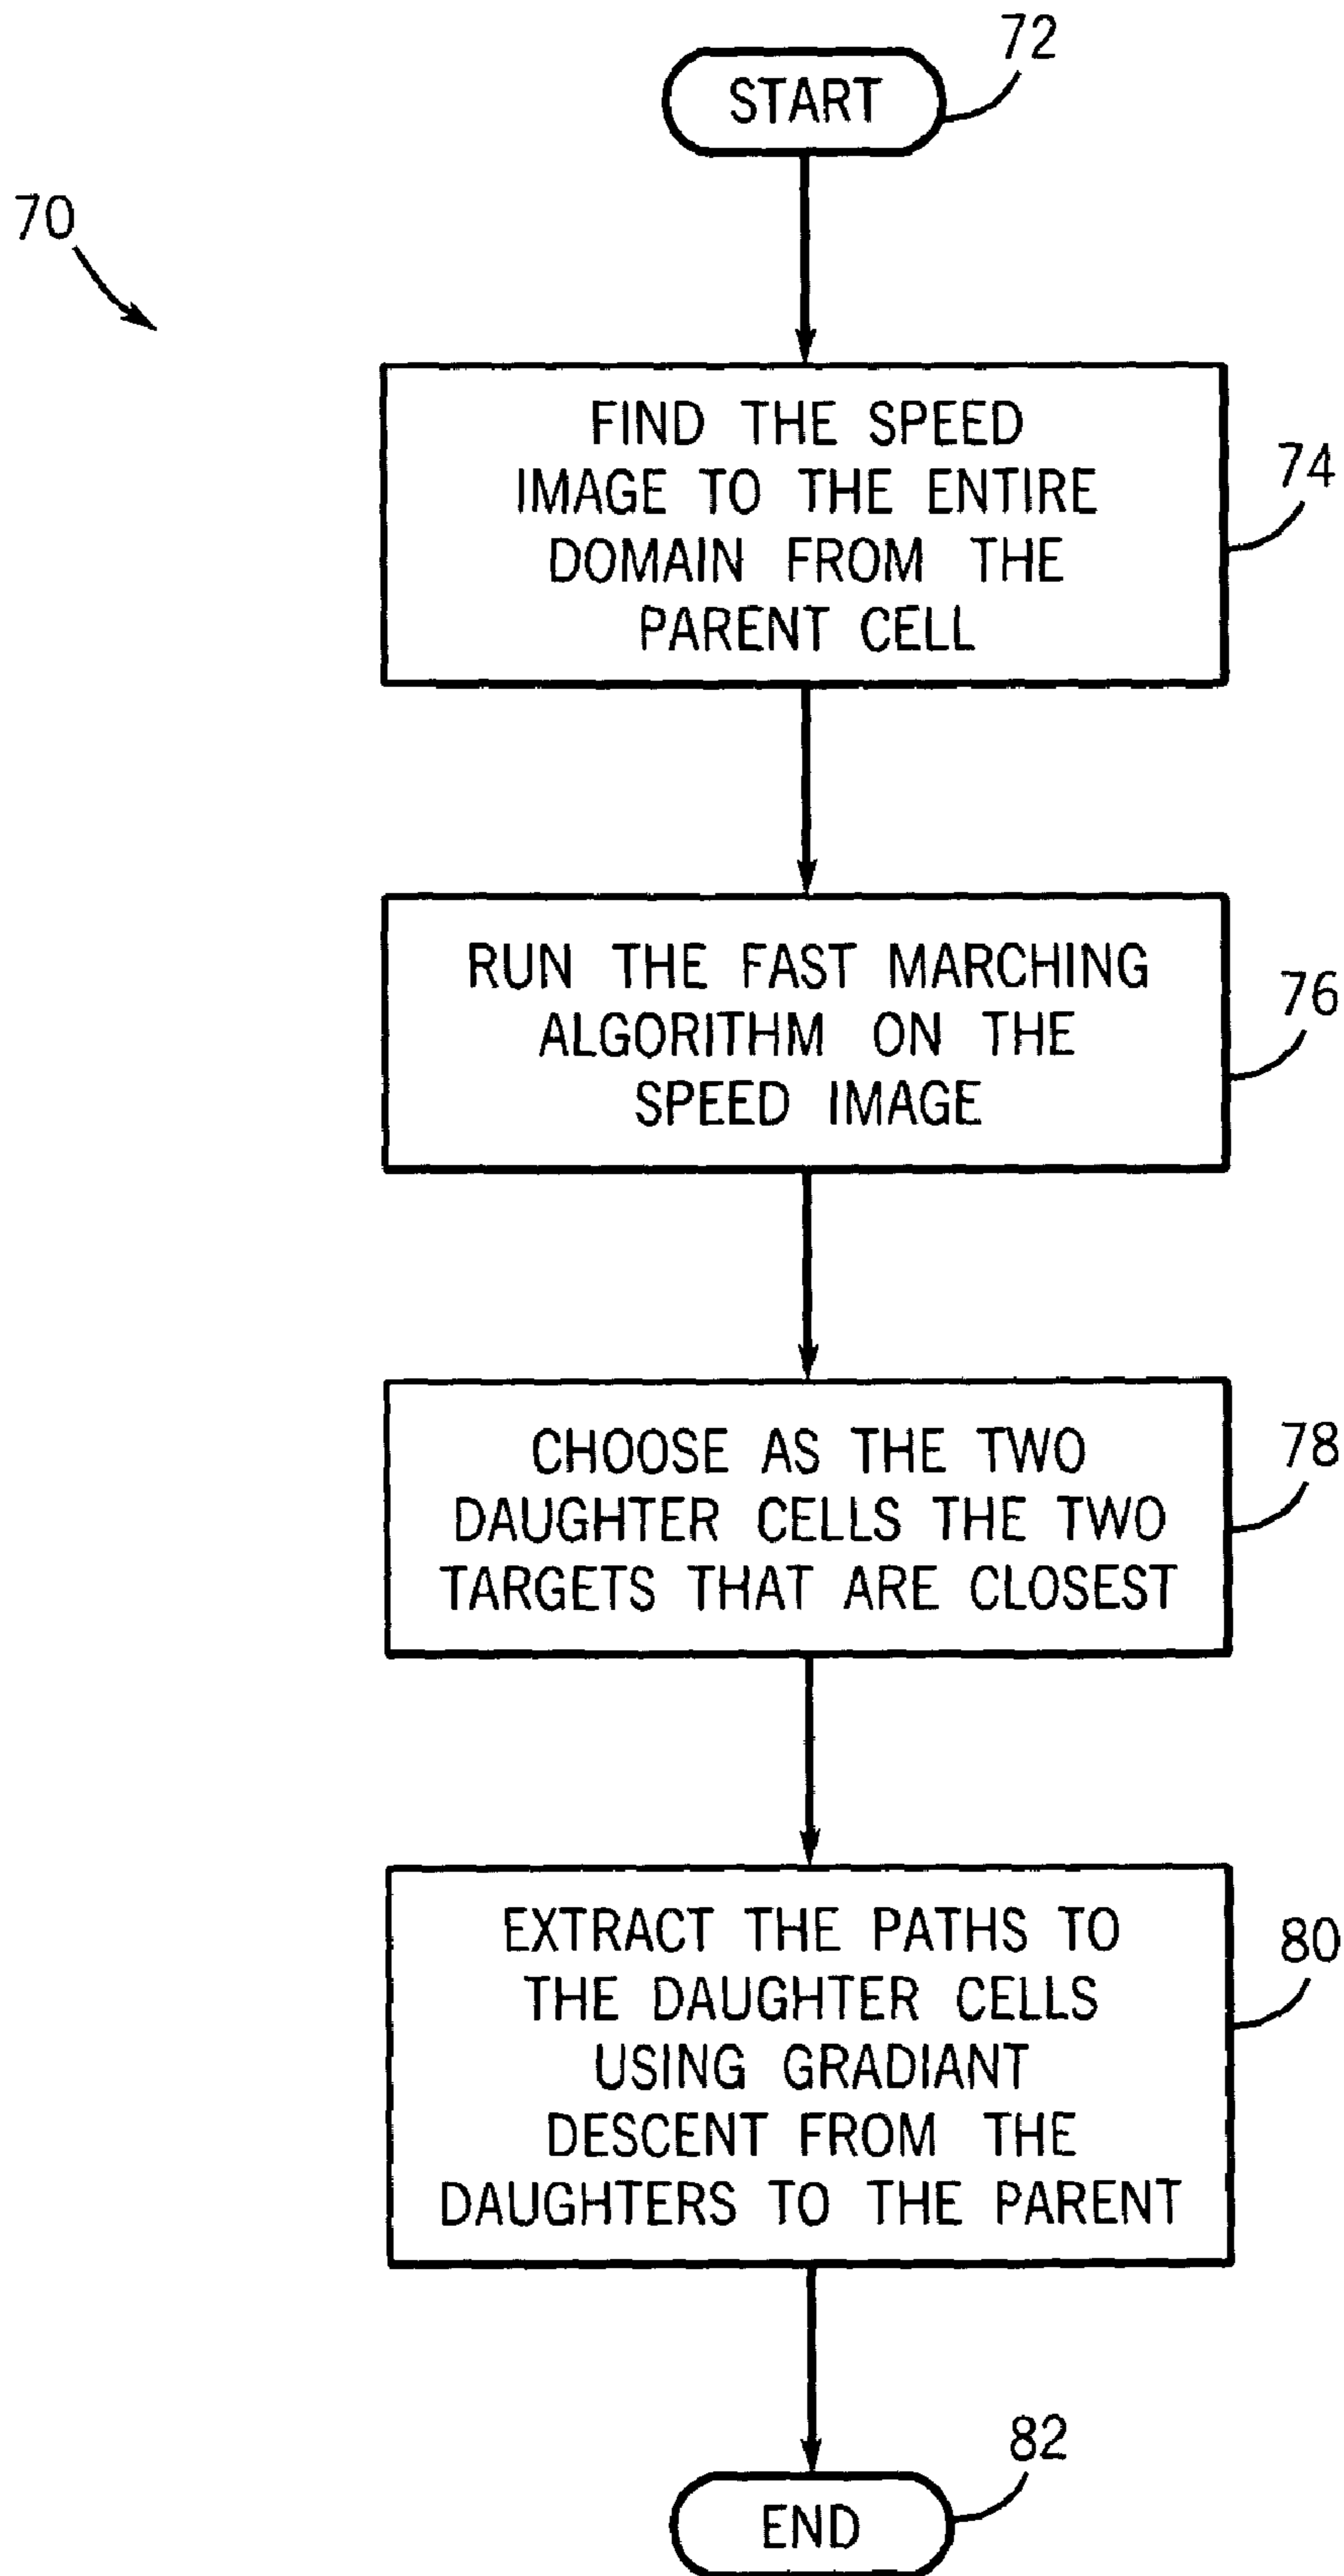 72
START
70
FIND THE SPEED
IMAGE TO THE ENTIRE
DOMAIN FROM THE
PARENT CELL
74
RUN THE FAST MARCHING
ALGORITHM ON THE
SPEED IMAGE
76
CHOOSE AS THE TWO
DAUGHTER CELLS THE TWO
TARGETS THAT ARE CLOSEST
78
EXTRACT THE PATHS TO
THE DAUGHTER CELLS
USING GRADIANT
DESCENT FROM THE
DAUGHTERS TO THE PARENT
80
82
END